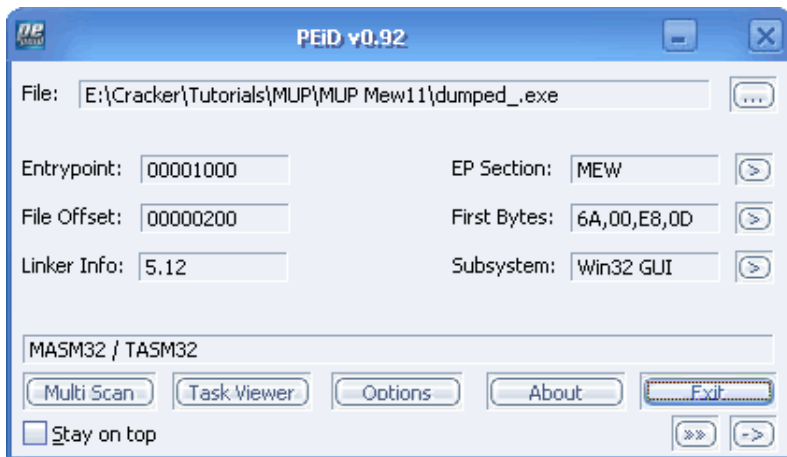 PEiD v0.92
File: E:\Cracker\Tutorials\MUP\MUP Mew11\dumped_.exe ...
Entrypoint: 00001000 EP Section: MEW >
File Offset: 00000200 First Bytes: 6A,00,E8,0D >
Linker Info: 5.12 Subsystem: Win32 GUI >
MASM32 / TASM32
Multi Scan Task Viewer Options About Exit
Stay on top »» ->